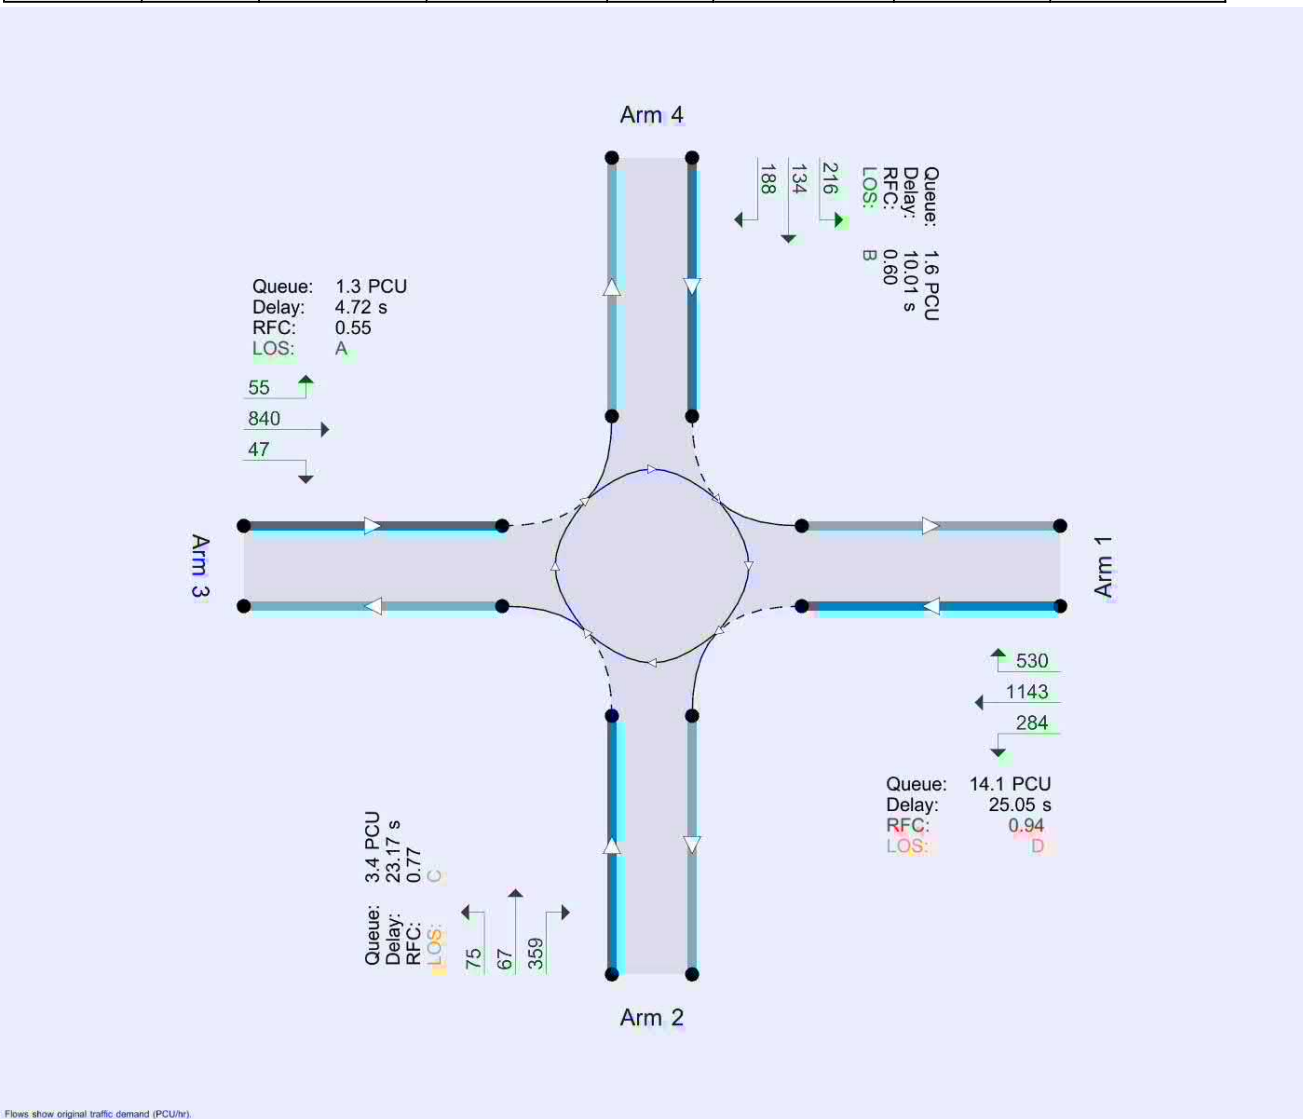 Arm 4
188
134
216
Queue: 1.6 PCU
Delay: 10.01 s
RFC: 0.60
LOS: B
Queue: 1.3 PCU
Delay: 4.72 s
RFC: 0.55
LOS: A
55
840
47
Arm 3
Arm 1
530
1143
284
Queue: 14.1 PCU
Delay: 25.05 s
RFC: 0.94
LOS: D
Queue: 3.4 PCU
Delay: 23.17 s
RFC: 0.77
LOS: C
75
67
359
Arm 2
Flows show original traffic demand (PCU/hr).